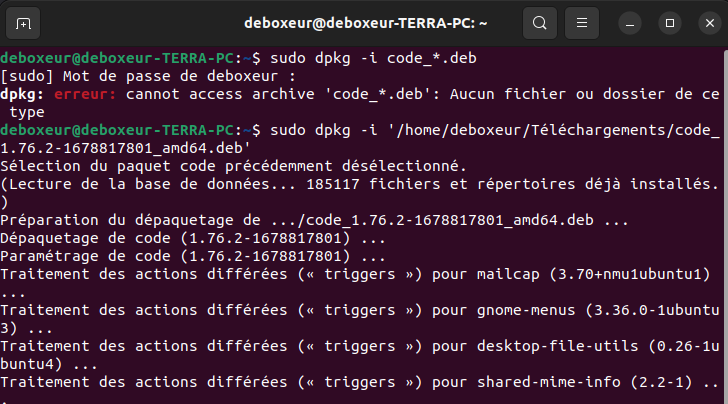 deboxeur@deboxeur-TERRA-PC: ~
deboxeur@deboxeur-TERRA-PC:~$ sudo dpkg -i code_*.deb
[sudo] Mot de passe de deboxeur :
dpkg: erreur: cannot access archive 'code_*.deb': Aucun fichier ou dossier de ce
 type
deboxeur@deboxeur-TERRA-PC:~$ sudo dpkg -i '/home/deboxeur/Téléchargements/code_
1.76.2-1678817801_amd64.deb'
Sélection du paquet code précédemment désélectionné.
(Lecture de la base de données... 185117 fichiers et répertoires déjà installés.
)
Préparation du dépaquetage de .../code_1.76.2-1678817801_amd64.deb ...
Dépaquetage de code (1.76.2-1678817801) ...
Paramétrage de code (1.76.2-1678817801) ...
Traitement des actions différées (« triggers ») pour mailcap (3.70+nmu1ubuntu1)
...
Traitement des actions différées (« triggers ») pour gnome-menus (3.36.0-1ubuntu
3) ...
Traitement des actions différées (« triggers ») pour desktop-file-utils (0.26-1u
buntu4) ...
Traitement des actions différées (« triggers ») pour shared-mime-info (2.2-1) ..
.